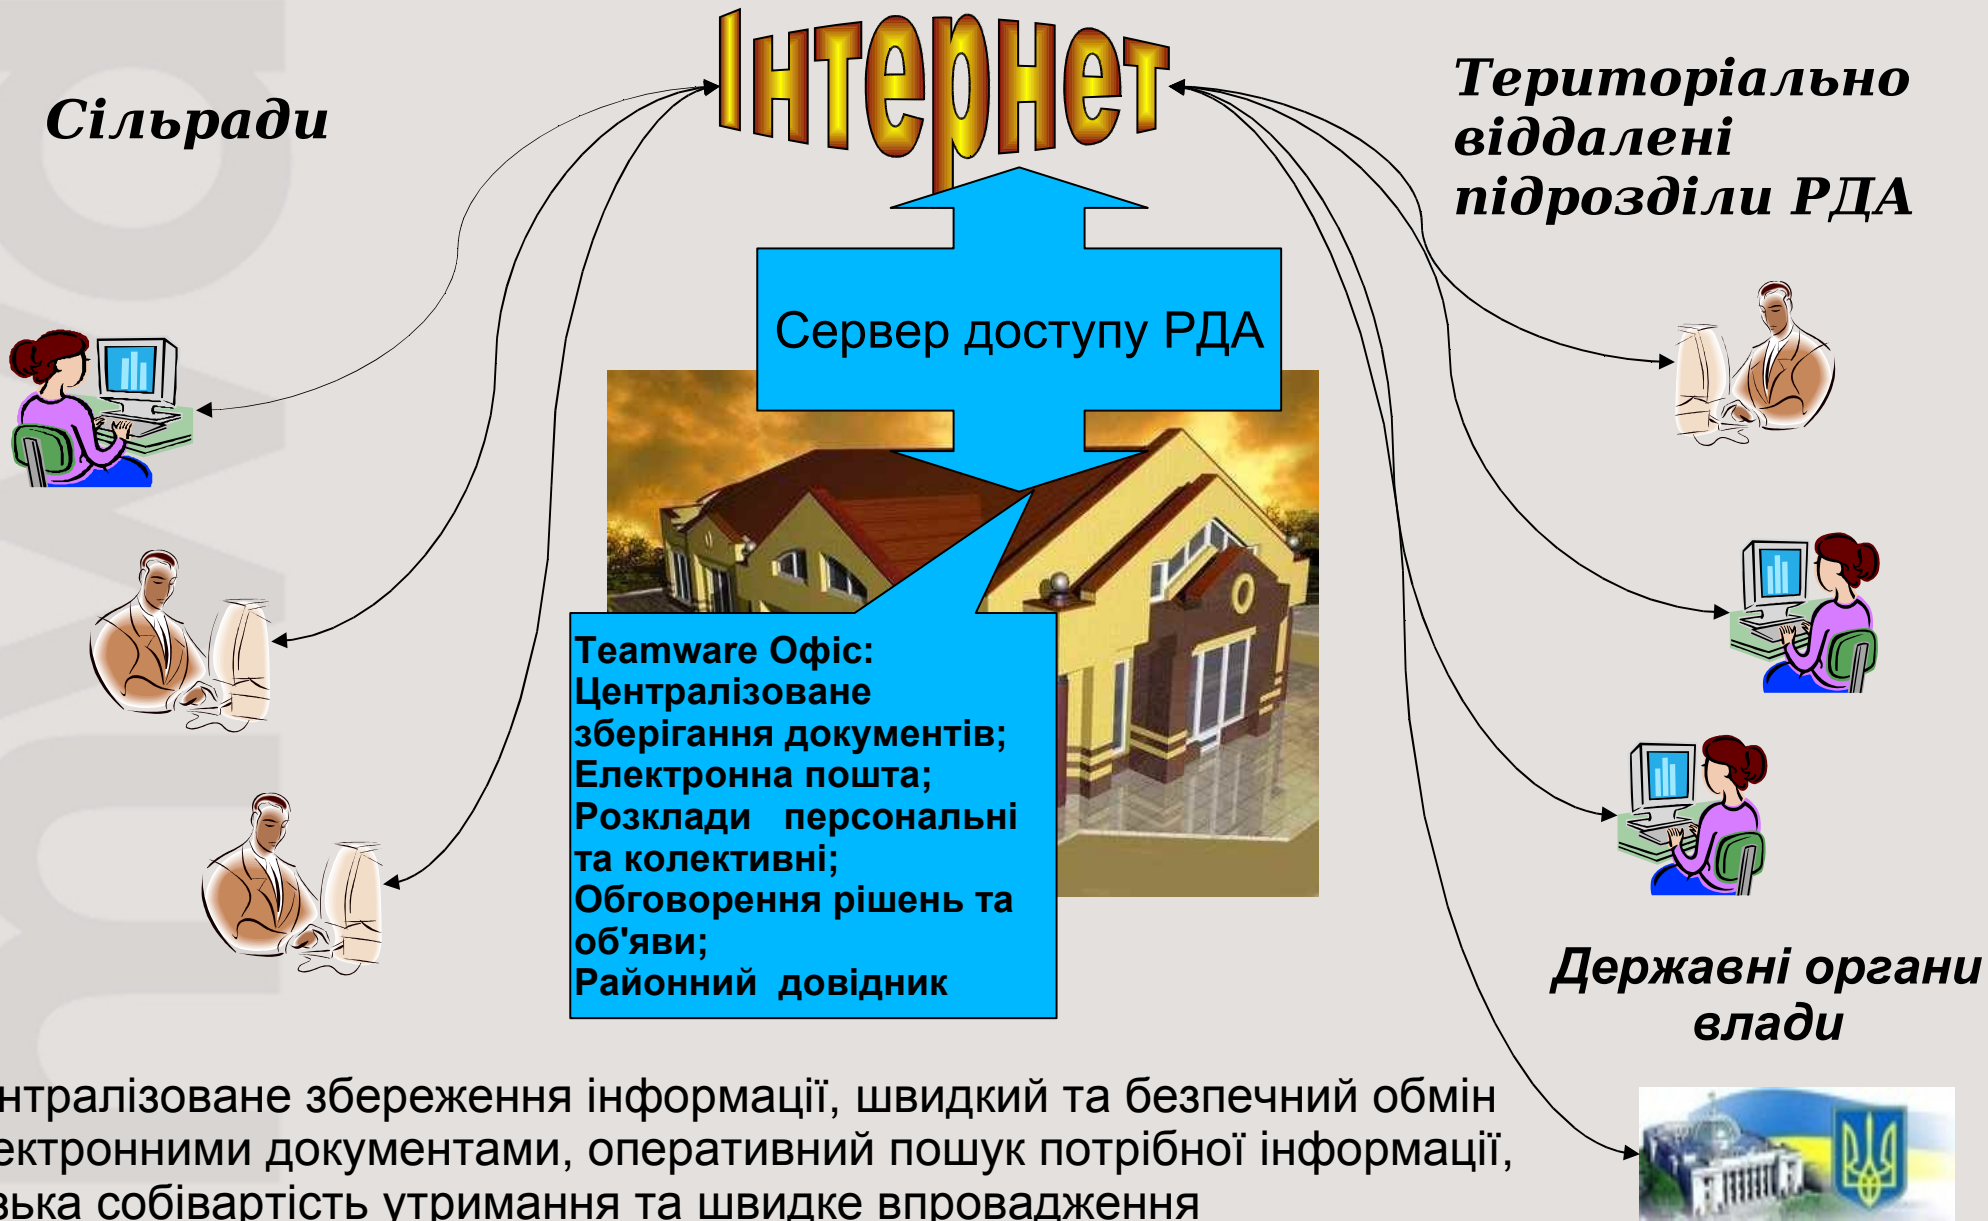 Інтернет
Сільради
Територіально
віддалені
підрозділи РДА
Сервер доступу РДА
Teamware Офіс:
Централізоване
зберігання документів;
Електронна пошта;
Розклади персональні
та колективні;
Обговорення рішень та
об'яви;
Районний довідник
Державні органи
влади
нтралізоване збереження інформації, швидкий та безпечний обмін
ектронними документами, оперативний пошук потрібної інформації,
зька собівартість утримання та швидке впровадження